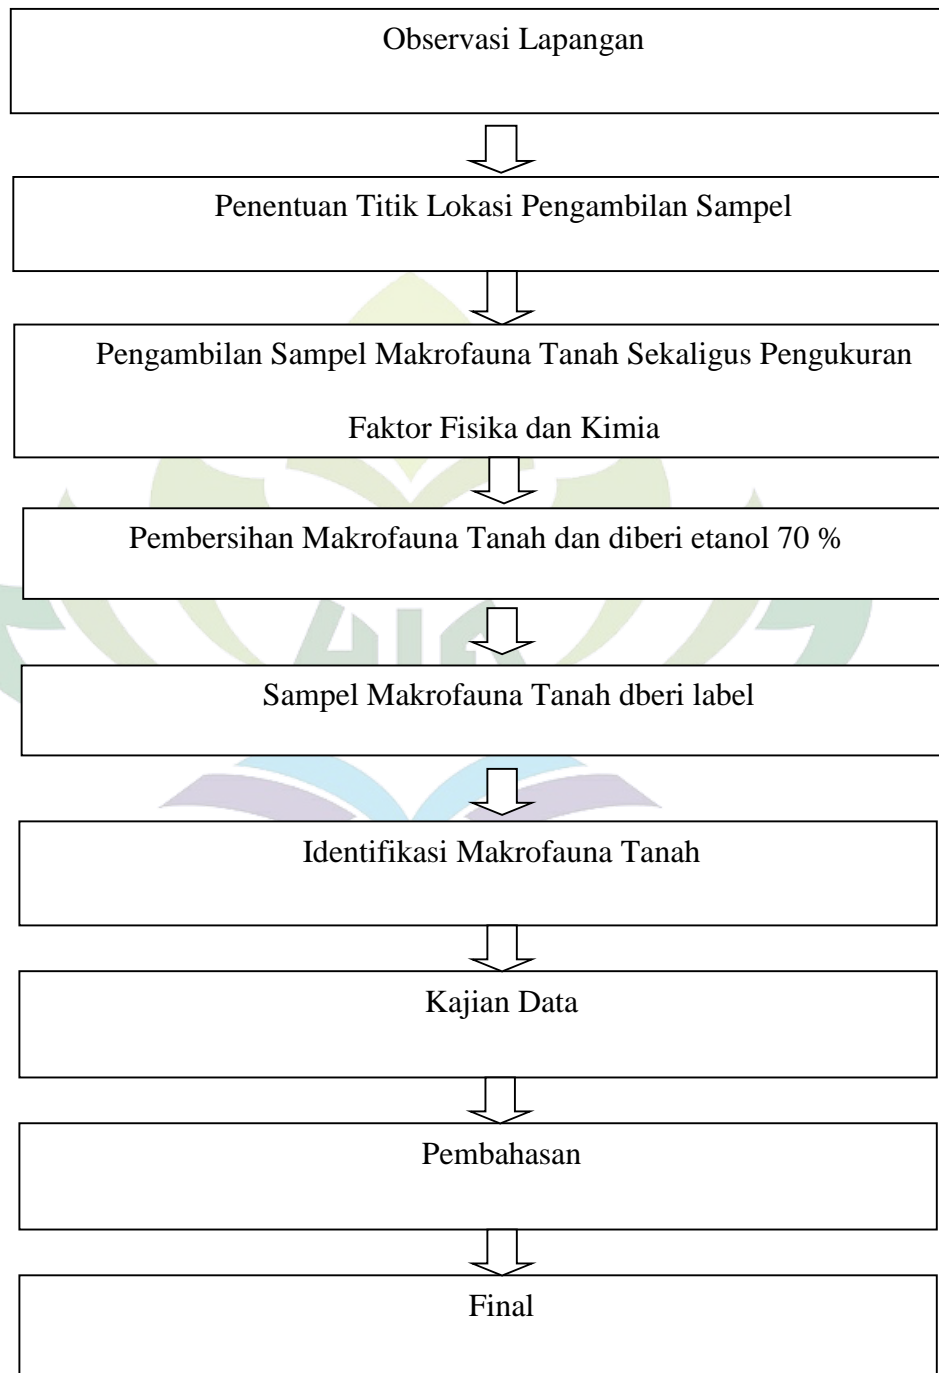 Observasi Lapangan
Penentuan Titik Lokasi Pengambilan Sampel
Pengambilan Sampel Makrofauna Tanah Sekaligus Pengukuran
Faktor Fisika dan Kimia
Pembersihan Makrofauna Tanah dan diberi etanol 70 %
Sampel Makrofauna Tanah dberi label
Identifikasi Makrofauna Tanah
Kajian Data
Pembahasan
Final